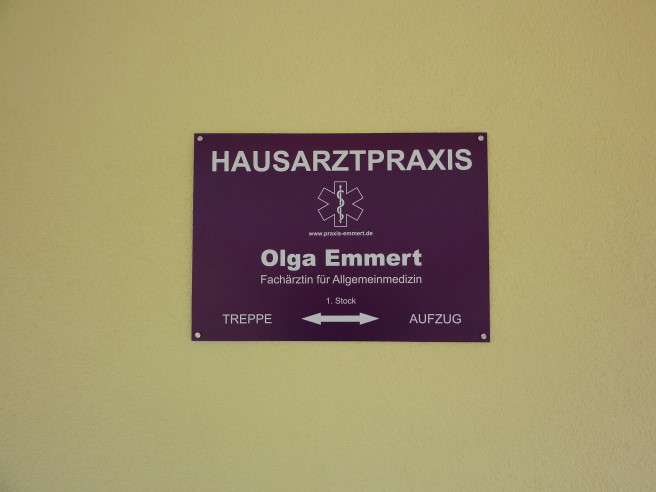 HAUSARZTPRAXIS
www.praxis-emmert.de
Olga Emmert
Fachärztin für Allgemeinmedizin
1. Stock
TREPPE AUFZUG